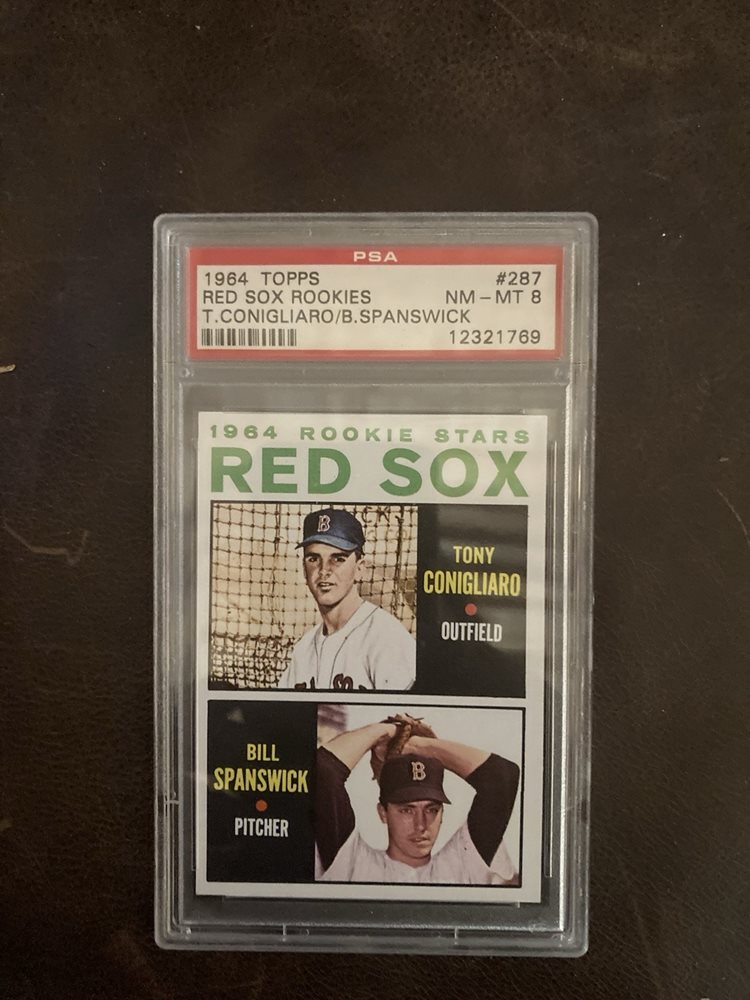 PSA
1964 TOPPS #287
RED SOX ROOKIES NM - MT 8
T.CONIGLIARO/B.SPANSWICK
12321769
1964 ROOKIE STARS
RED SOX
B
TONY
CONIGLIARO
OUTFIELD
BILL
SPANSWICK
PITCHER
B